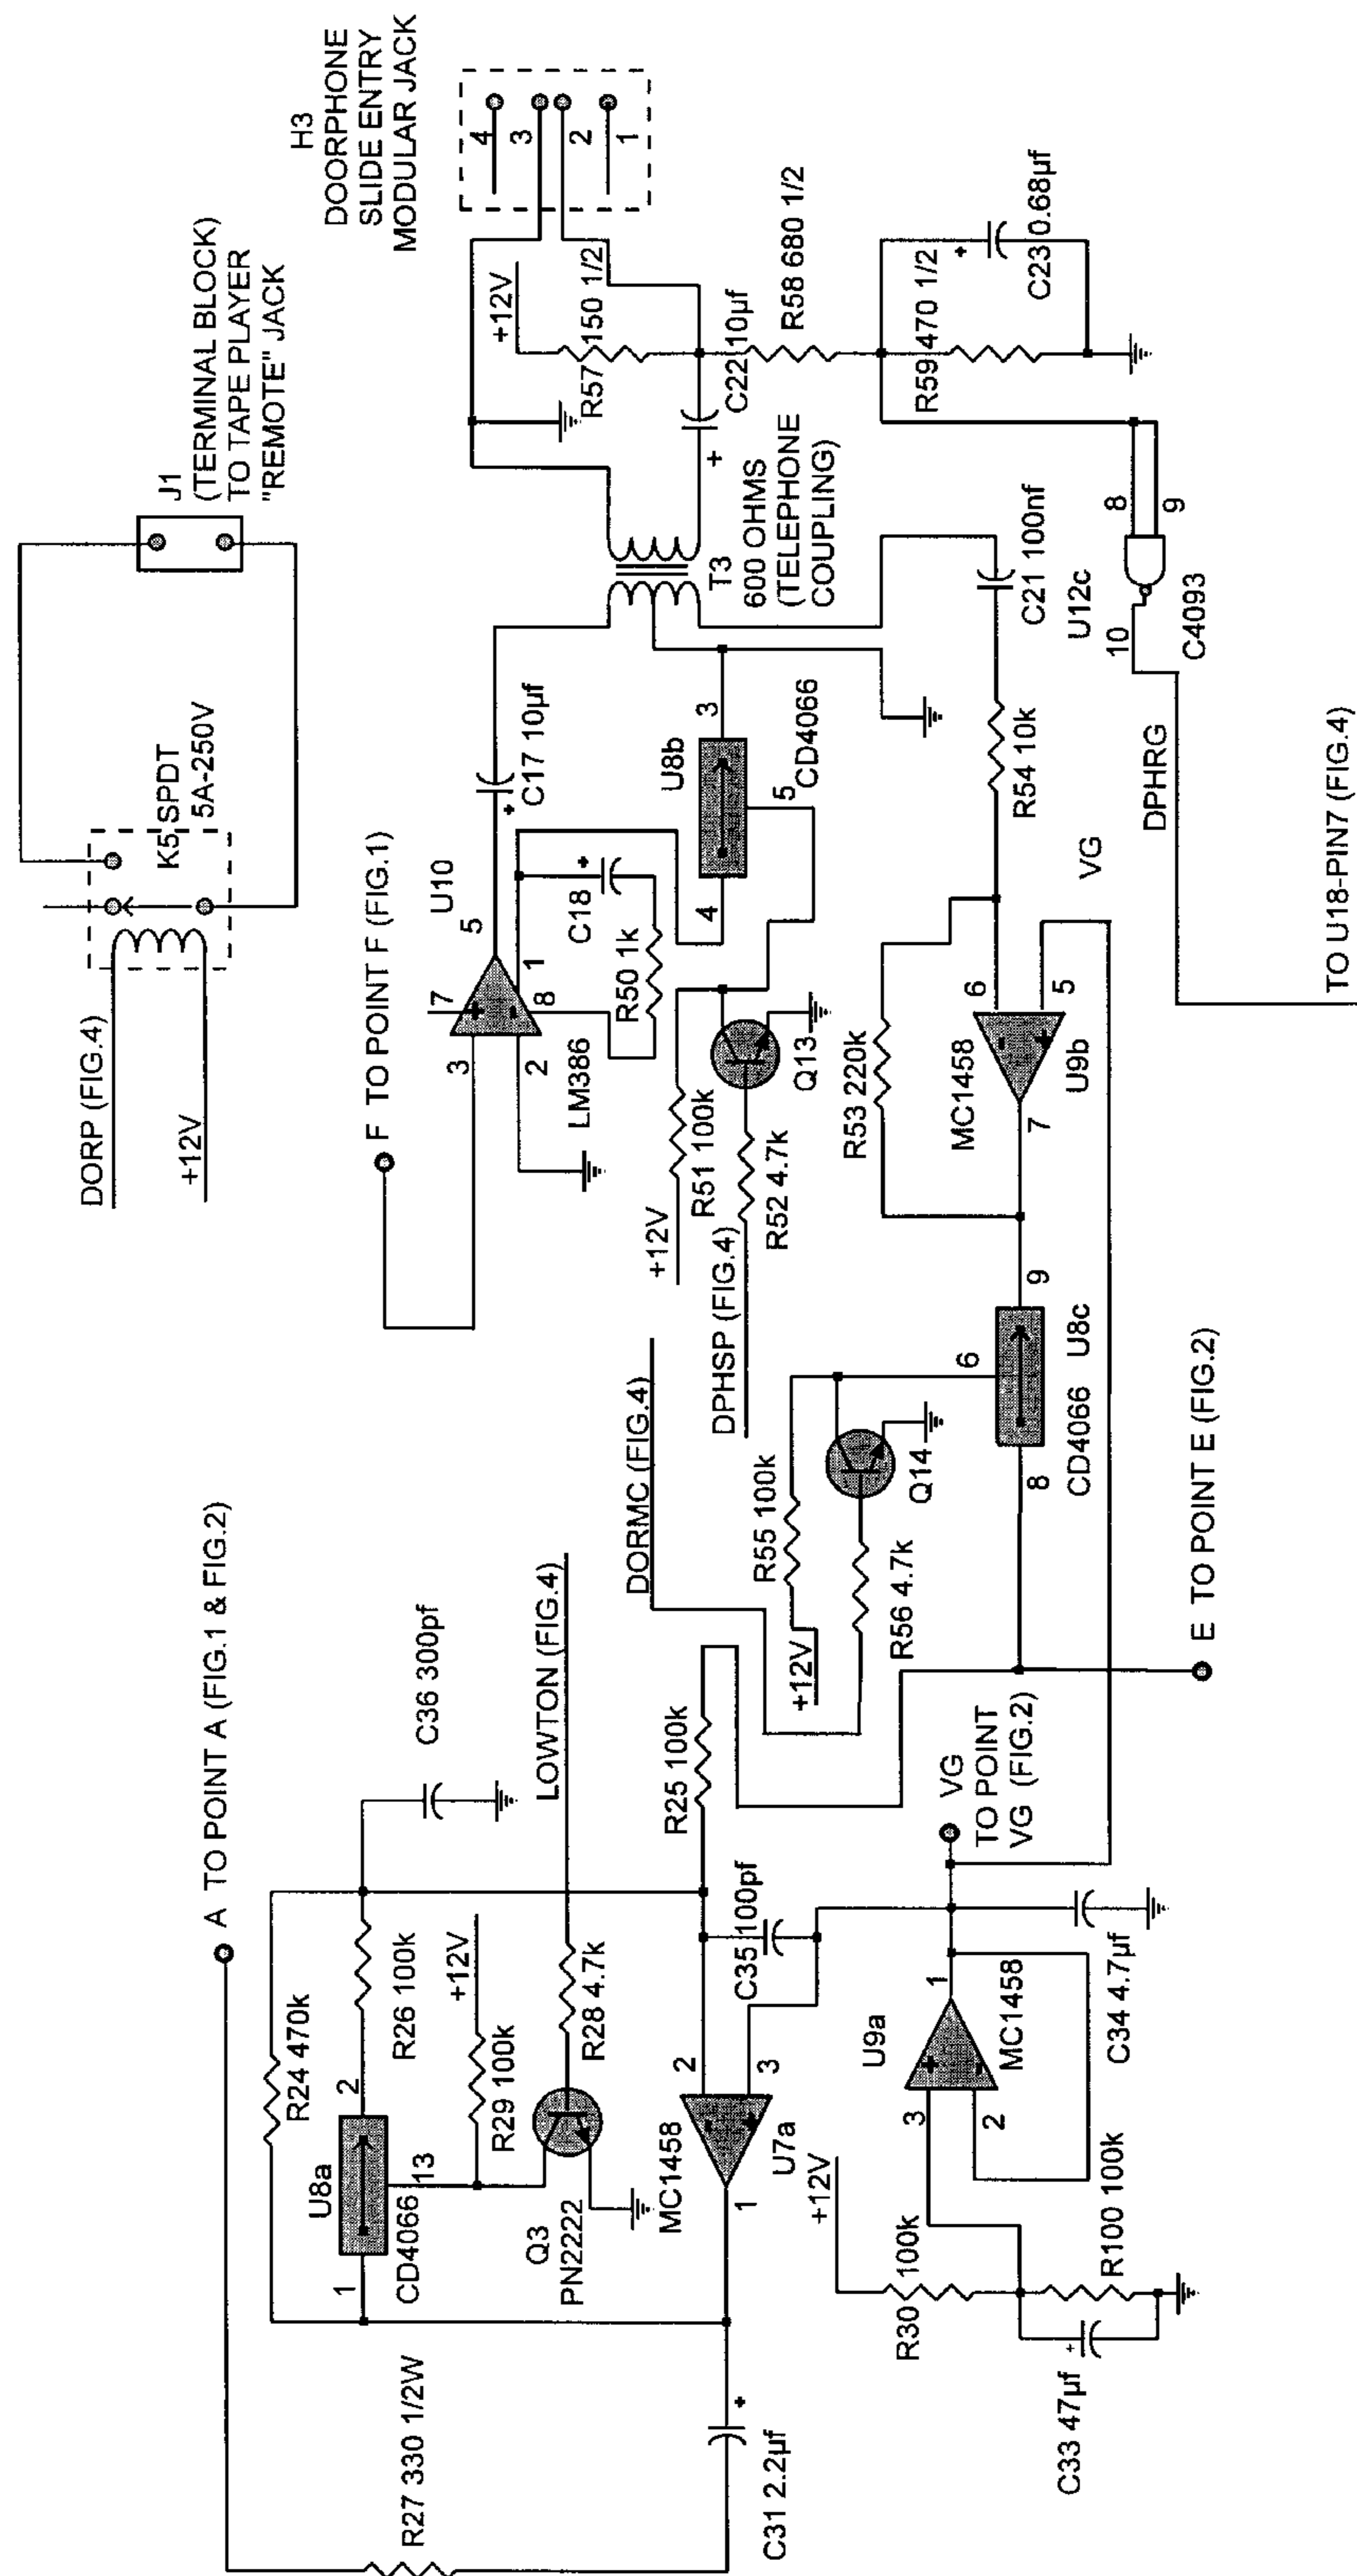 H3
DOORPHONE
SLIDE ENTRY
MODULAR JACK
4
3
2
1
J1
(TERMINAL BLOCK)
TO TAPE PLAYER
"REMOTE" JACK
K5 SPDT
5A-250V
DORP (FIG.4)
+12V
F TO POINT F (FIG.1)
+12V
R57 150 1/2
C22 10µf
+
R58 680 1/2
R59 470 1/2
+
C23 0.68µf
T3
600 OHMS
(TELEPHONE
COUPLING)
C21 100nf
U12c
8
9
10
C4093
DPHRG
TO U18-PIN7 (FIG.4)
U10
5
7
+
-
3
2
1
8
LM386
+
C17 10µf
C18
+
R50 1k
U8b
3
4
5
CD4066
+12V
R51 100k
Q13
R52 4.7k
DPHSP (FIG.4)
R54 10k
VG
R53 220k
6
5
-
+
MC1458
U9b
7
9
6
8
U8c
CD4066
DORMC (FIG.4)
R55 100k
+12V
Q14
R56 4.7k
E TO POINT E (FIG.2)
A TO POINT A (FIG.1 & FIG.2)
C36 300pf
LOWTON (FIG.4)
R25 100k
R24 470k
R26 100k
2
U8a
1
13
CD4066
+12V
R29 100k
R28 4.7k
Q3
PN2222
C35 100pf
2
3
-
+
MC1458
U7a
1
R27 330 1/2W
C31 2.2µf
+
VG
TO POINT
VG (FIG.2)
U9a
1
MC1458
+
-
3
2
C34 4.7µf
+12V
R30 100k
R100 100k
C33 47µf
+